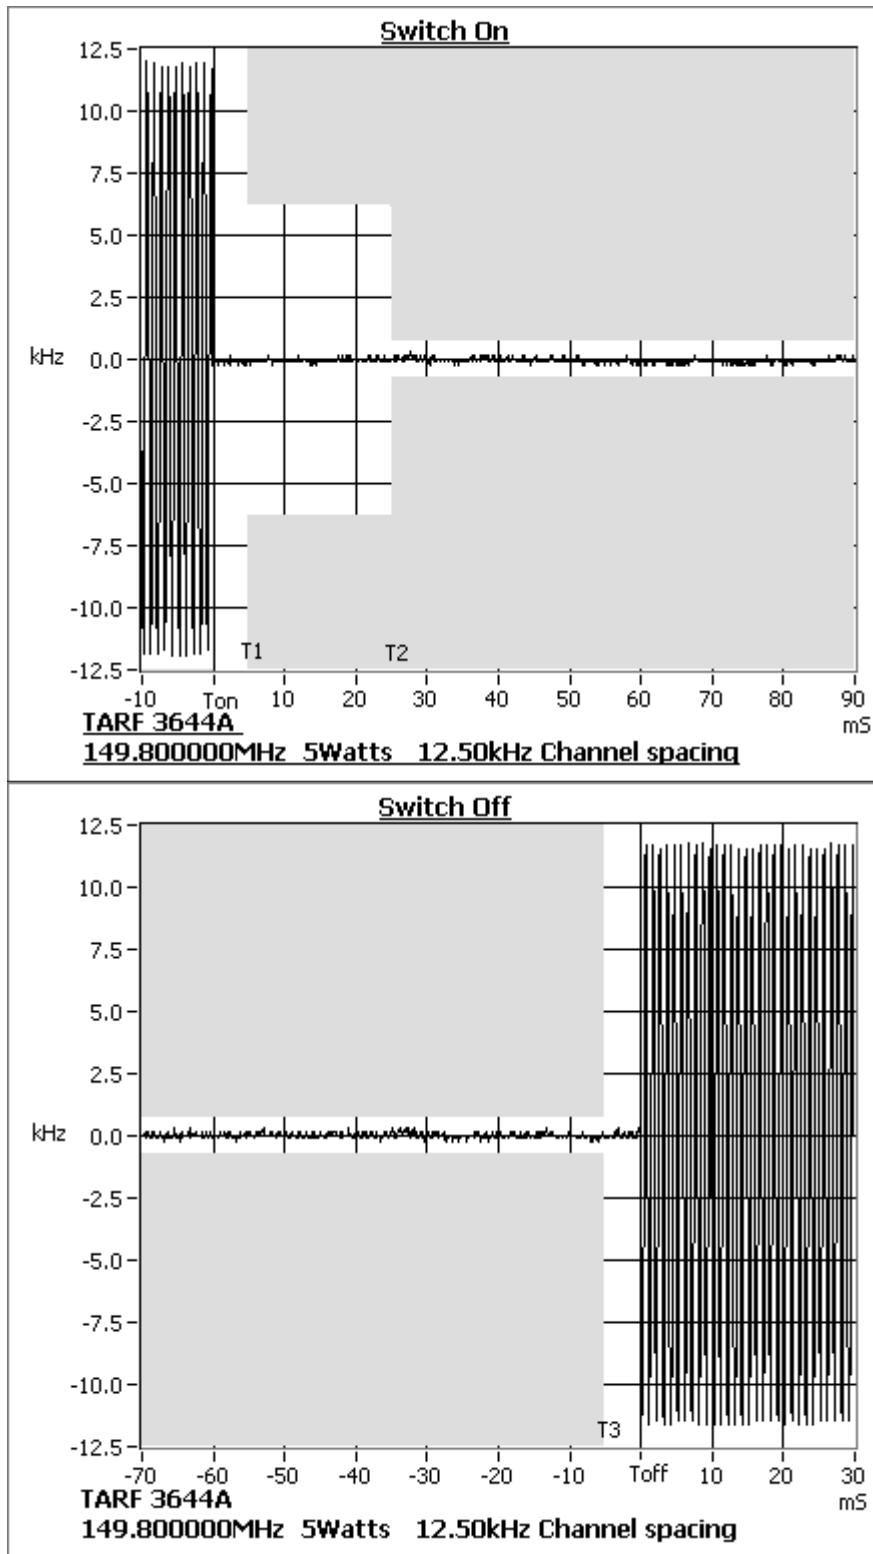 Switch On
12.5
10.0
7.5
5.0
2.5
kHz 0.0
-2.5
-5.0
-7.5
-10.0
-12.5
T1 T2
-10 Ton 10 20 30 40 50 60 70 80 90
mS
TARF 3644A
149.800000MHz 5Watts 12.50kHz Channel spacing
Switch Off
12.5
10.0
7.5
5.0
2.5
kHz 0.0
-2.5
-5.0
-7.5
-10.0
-12.5
T3
-70 -60 -50 -40 -30 -20 -10 Toff 10 20 30
mS
TARF 3644A
149.800000MHz 5Watts 12.50kHz Channel spacing